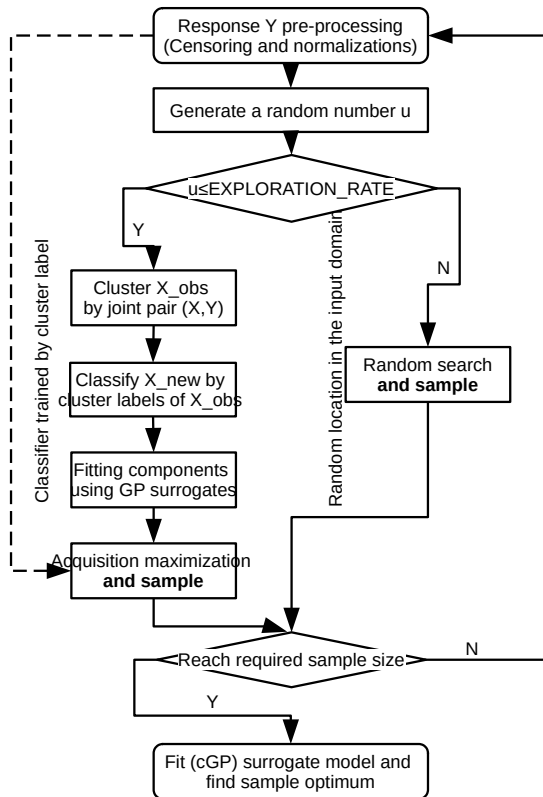 Response Y pre-processing
(Censoring and normalizations)
Generate a random number u
u≤EXPLORATION_RATE
Y
N
Cluster X_obs
by joint pair (X,Y)
Classify X_new by
cluster labels of X_obs
Fitting components
using GP surrogates
Acquisition maximization
and sample
Classifier trained by cluster label
Random location in the input domain
Random search
and sample
Reach required sample size
N
Y
Fit (cGP) surrogate model and
find sample optimum